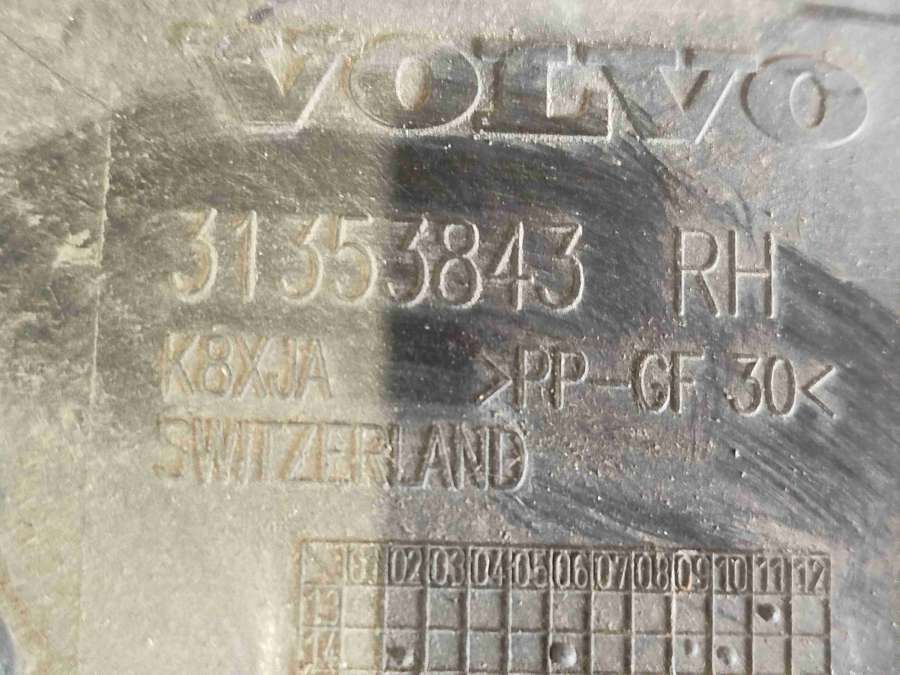 VOLVO
31353843 RH
K8XJA >PP-GF 30<
SWITZERLAND
01 02 03 04 05 06 07 08 09 10 11 12
13
14